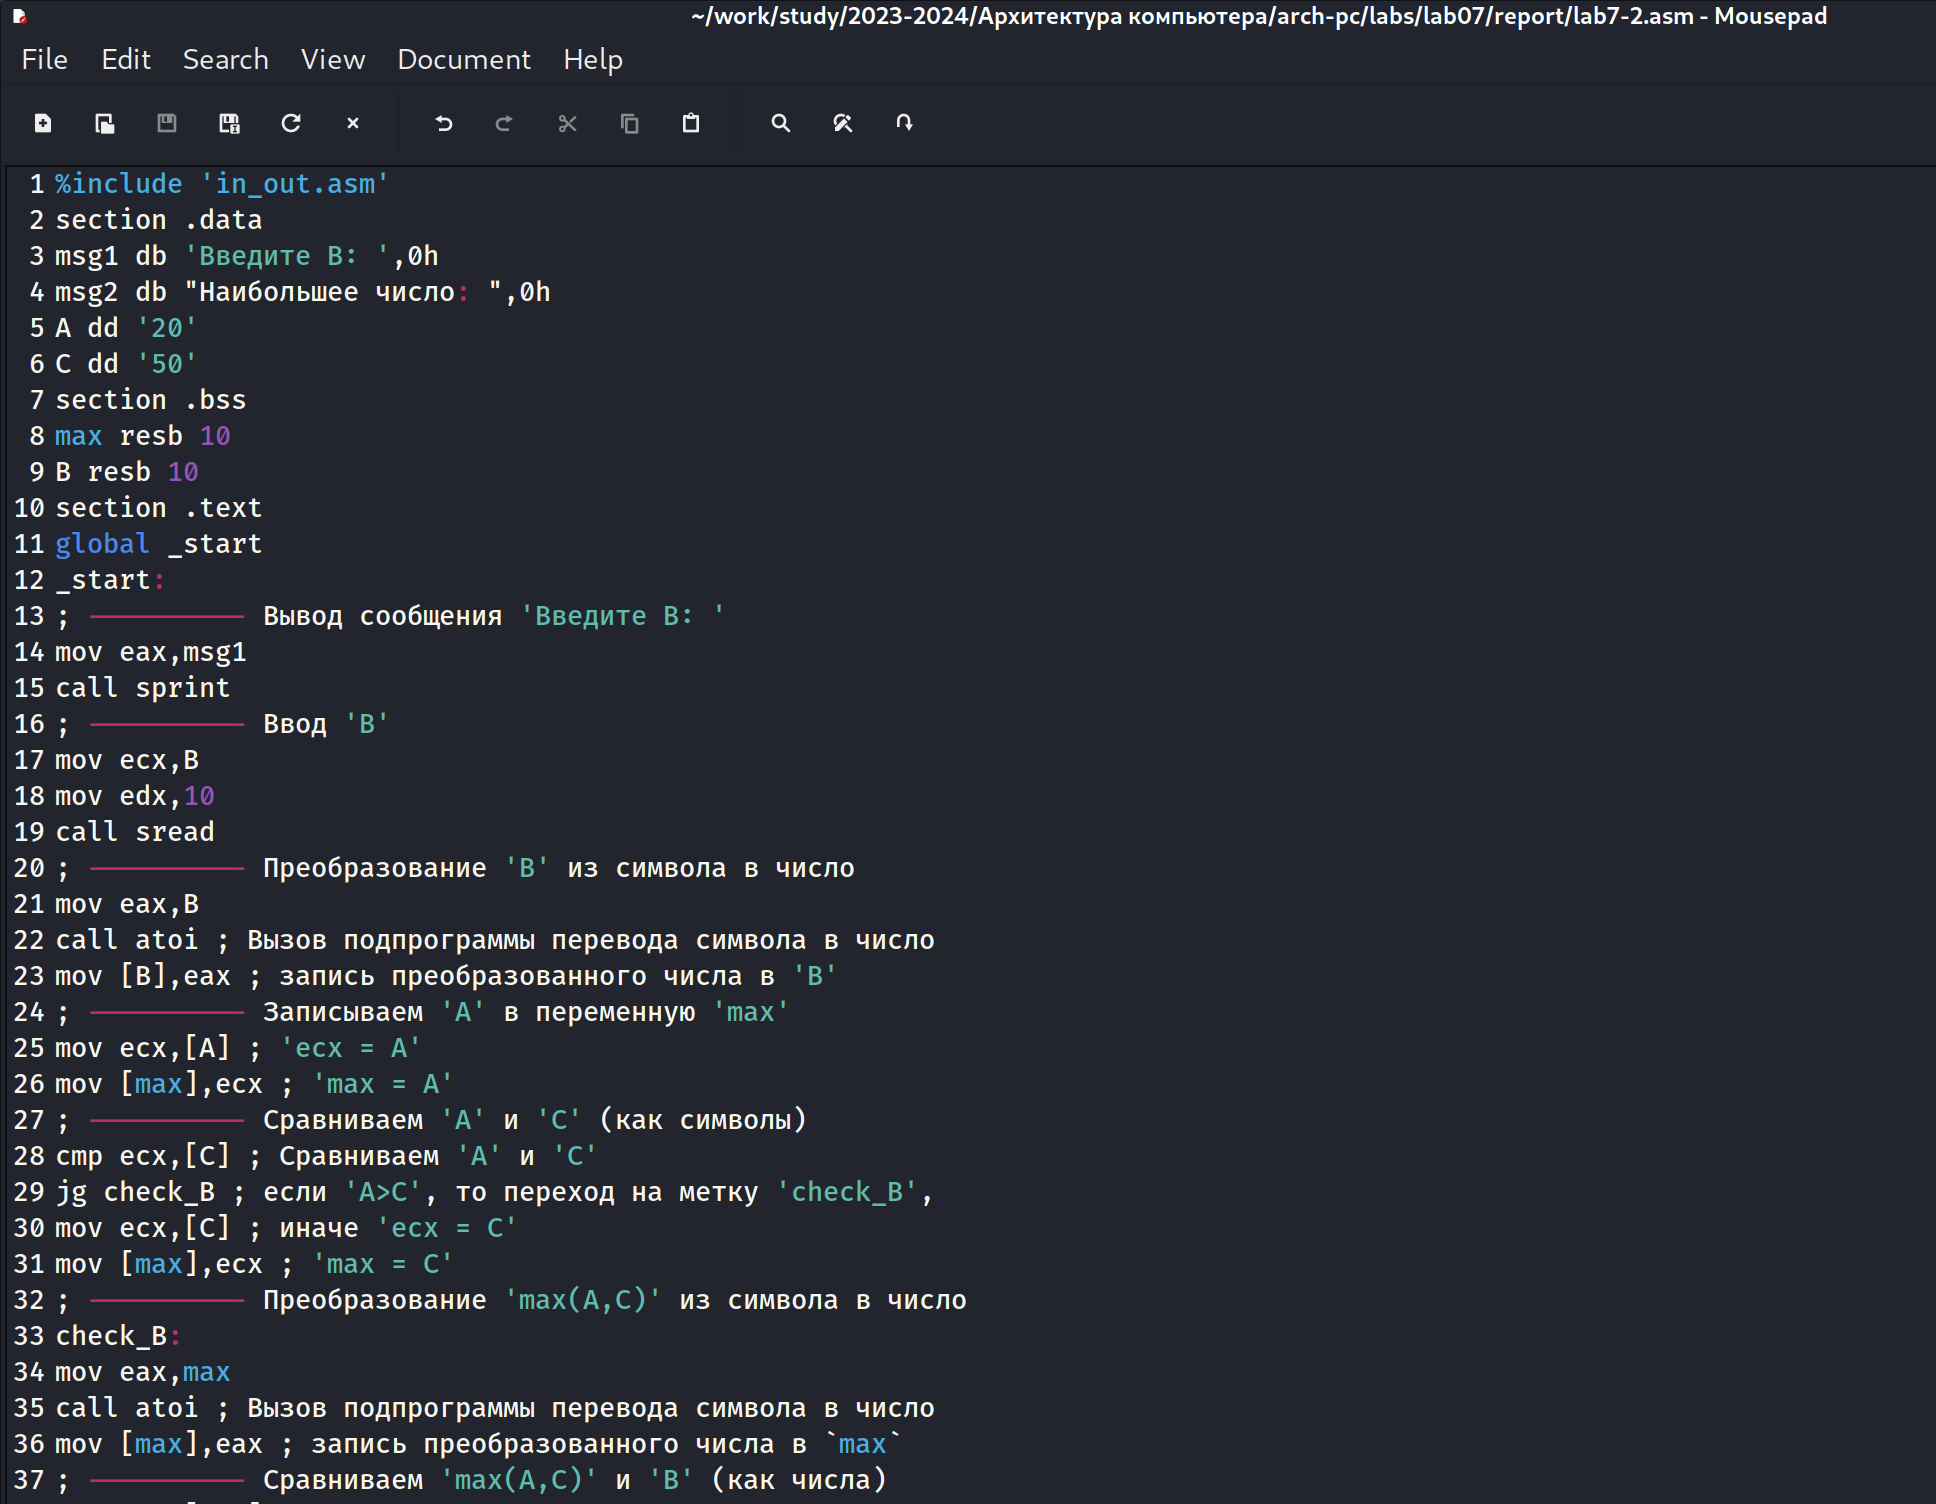 ~/work/study/2023-2024/Архитектура компьютера/arch-pc/labs/lab07/report/lab7-2.asm - Mousepad
File Edit Search View Document Help
1 %include 'in_out.asm'
2 section .data
3 msg1 db 'Введите B: ',0h
4 msg2 db "Наибольшее число: ",0h
5 A dd '20'
6 C dd '50'
7 section .bss
8 max resb 10
9 B resb 10
10 section .text
11 global _start
12 _start:
13 ; ---------- Вывод сообщения 'Введите B: '
14 mov eax,msg1
15 call sprint
16 ; ---------- Ввод 'B'
17 mov ecx,B
18 mov edx,10
19 call sread
20 ; ---------- Преобразование 'B' из символа в число
21 mov eax,B
22 call atoi ; Вызов подпрограммы перевода символа в число
23 mov [B],eax ; запись преобразованного числа в 'B'
24 ; ---------- Записываем 'A' в переменную 'max'
25 mov ecx,[A] ; 'ecx = A'
26 mov [max],ecx ; 'max = A'
27 ; ---------- Сравниваем 'A' и 'С' (как символы)
28 cmp ecx,[C] ; Сравниваем 'A' и 'С'
29 jg check_B ; если 'A>C', то переход на метку 'check_B',
30 mov ecx,[C] ; иначе 'ecx = C'
31 mov [max],ecx ; 'max = C'
32 ; ---------- Преобразование 'max(A,C)' из символа в число
33 check_B:
34 mov eax,max
35 call atoi ; Вызов подпрограммы перевода символа в число
36 mov [max],eax ; запись преобразованного числа в `max`
37 ; ---------- Сравниваем 'max(A,C)' и 'B' (как числа)